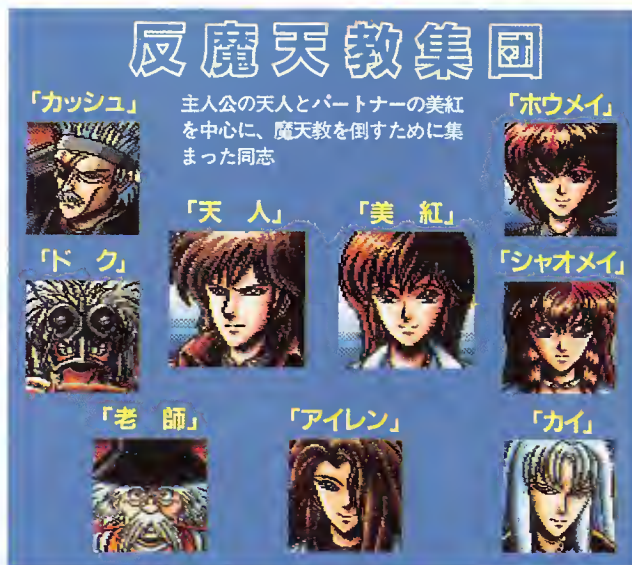 反魔天教集団
「カッシュ」
主人公の天人とパートナーの美紅
を中心に、魔天教を倒すために集
まった同志
「ホウメイ」
「天　人」
「美　紅」
「ドク」
「シャオメイ」
「老　師」
「アイレン」
「カイ」